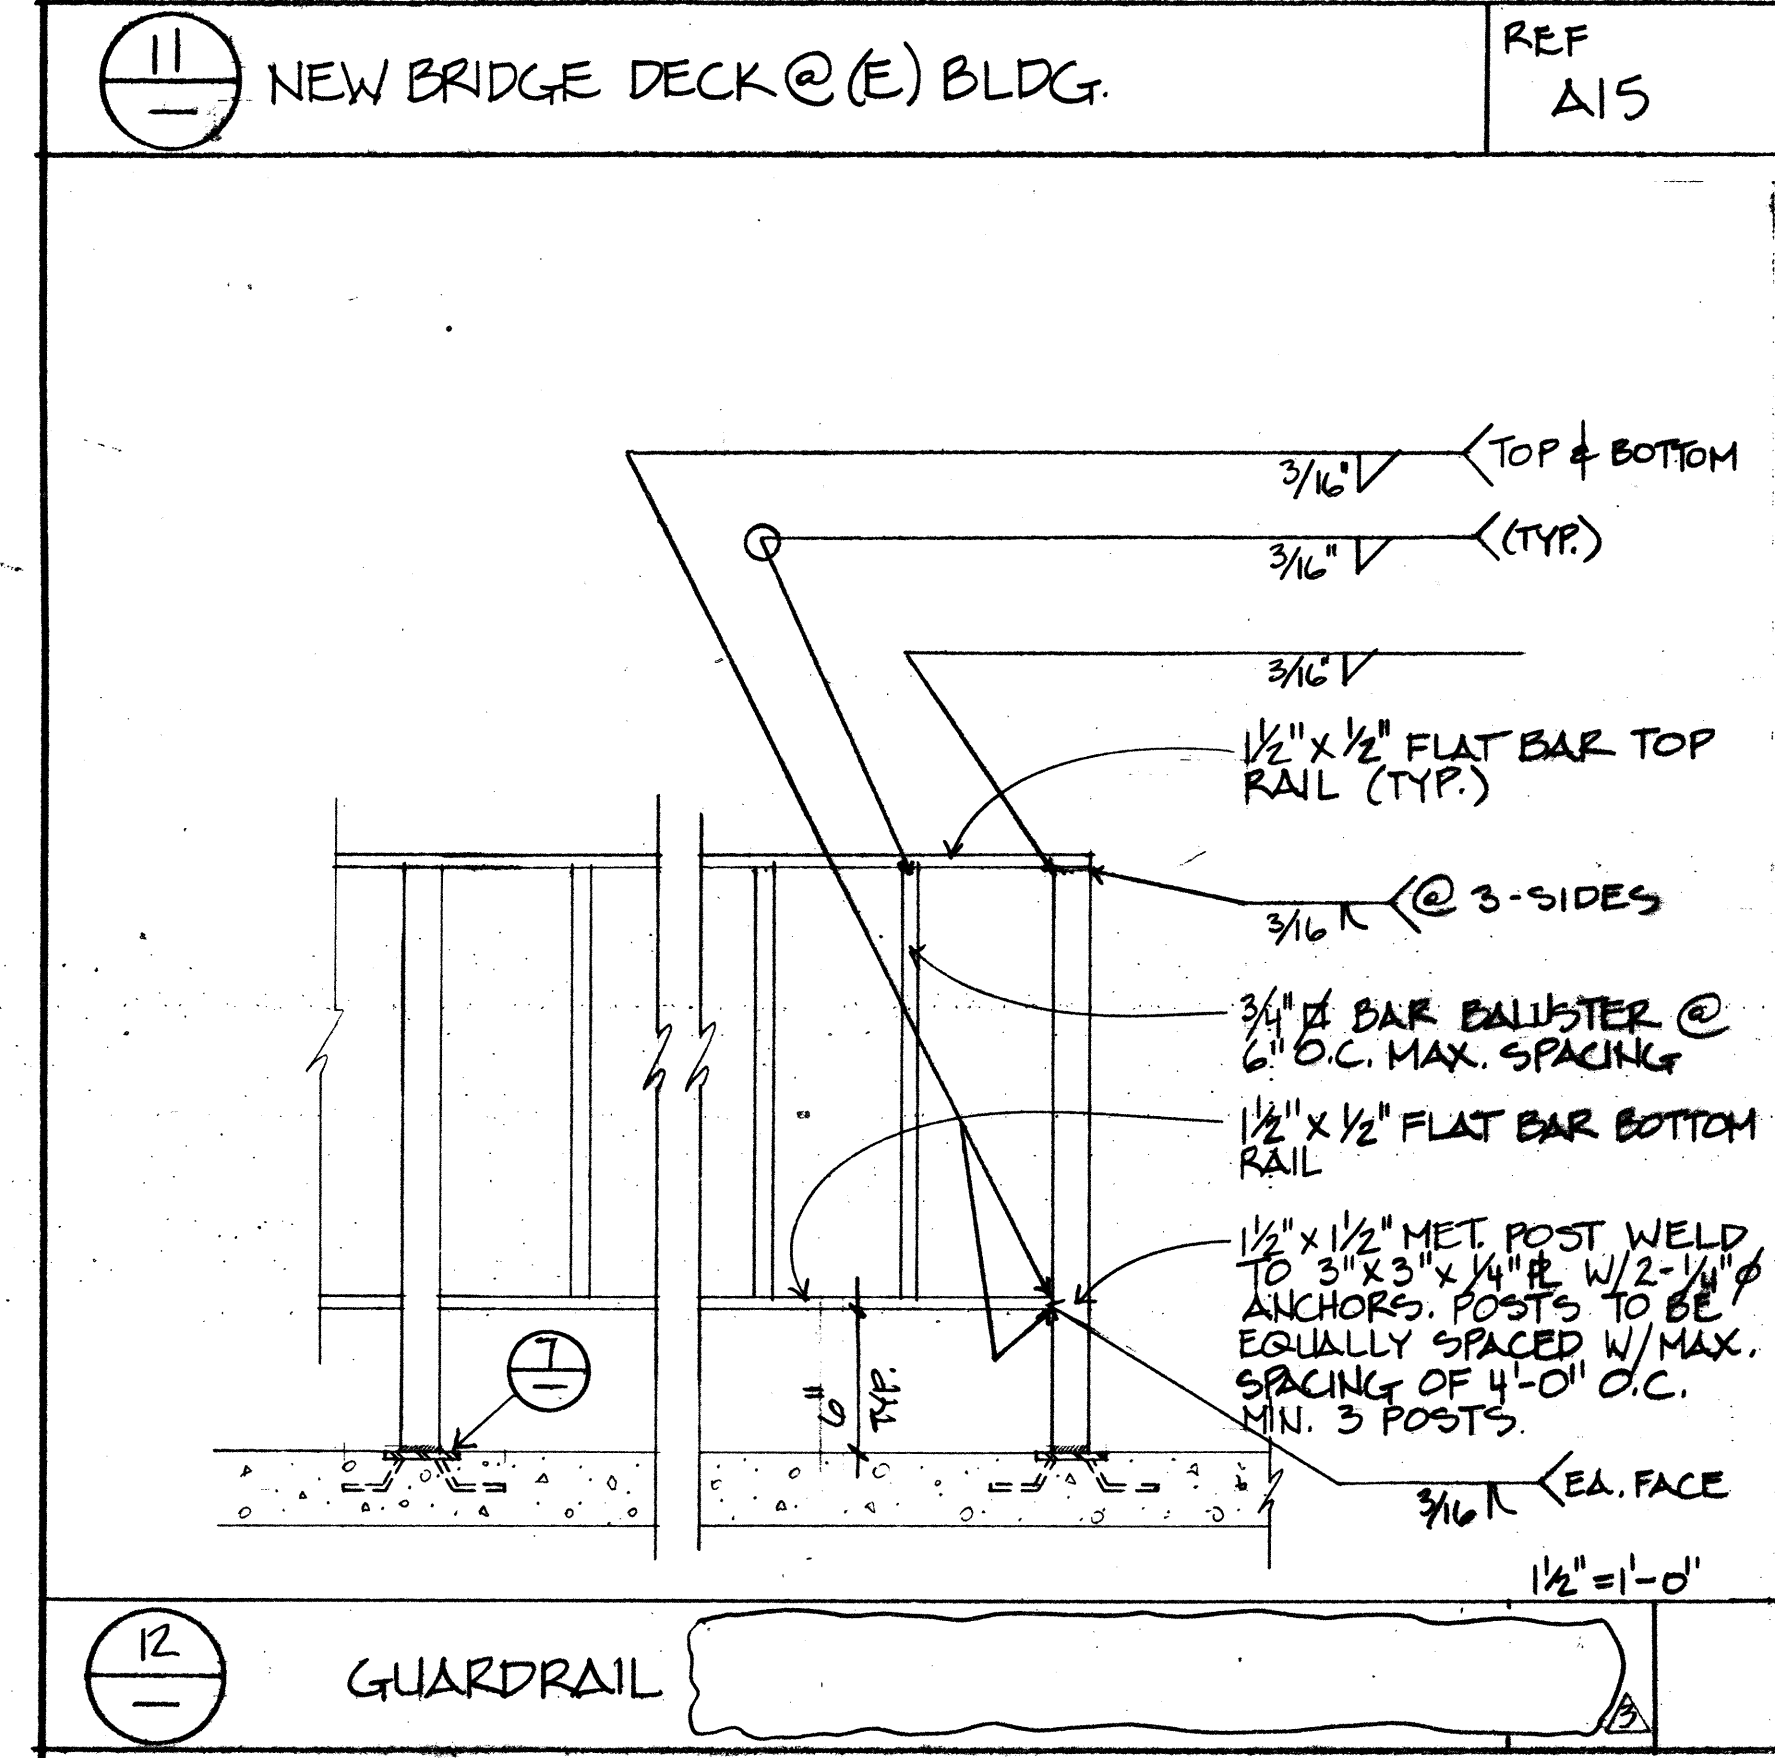 11
NEW BRIDGE DECK @ (E) BLDG.
REF
A15
3/16" TOP & BOTTOM
3/16" (TYP.)
3/16"
1½" X ½" FLAT BAR TOP
RAIL (TYP.)
3/16 @ 3-SIDES
3/4" BAR BALUSTER @
6" O.C. MAX. SPACING
1½" X ½" FLAT BAR BOTTOM
RAIL
1½" X 1½" MET. POST WELD
TO 3" X 3" X 1/4" PL W/2-1/4" Ø
ANCHORS. POSTS TO BE
EQUALLY SPACED W/MAX.
SPACING OF 4'-0" O.C.
MIN. 3 POSTS.
7
6"
TYP.
3/16 EA. FACE
1½"=1'-0"
12
GUARDRAIL
3